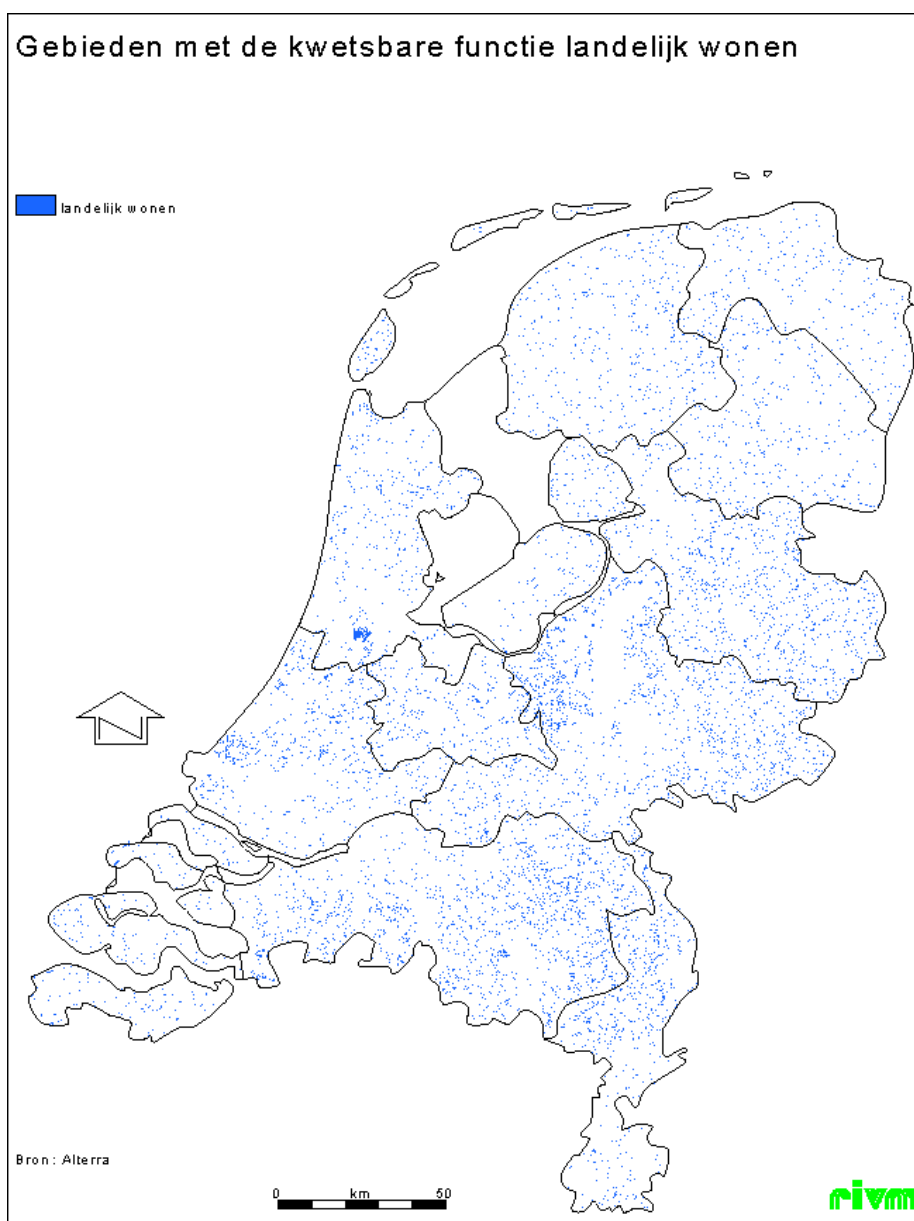 Gebieden met de kwetsbare functie landelijk wonen
landelijk wonen
N
Bron: Alterra
0 km 50
rivm